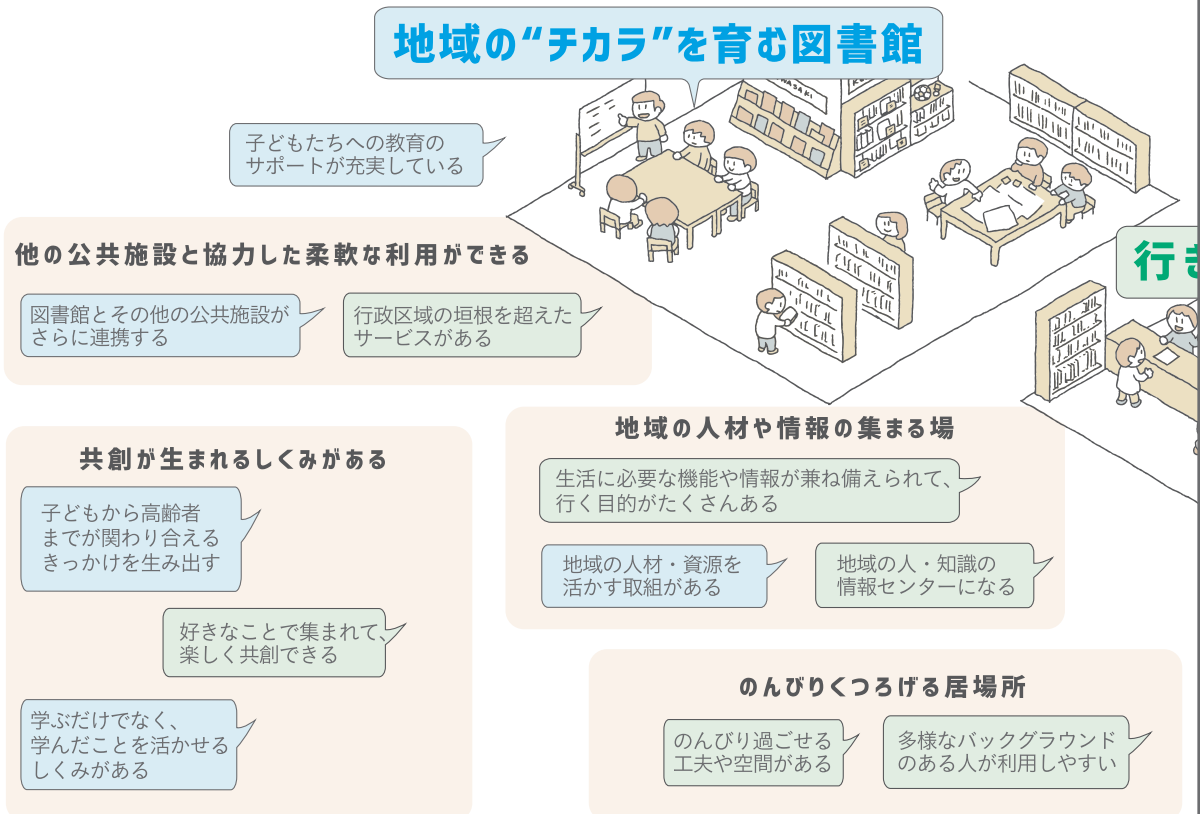 地域の“チカラ”を育む図書館
子どもたちへの教育の
サポートが充実している
他の公共施設と協力した柔軟な利用ができる
図書館とその他の公共施設が
さらに連携する
行政区域の垣根を超えた
サービスがある
行き
共創が生まれるしくみがある
子どもから高齢者
までが関わり合える
きっかけを生み出す
好きなことで集まれて、
楽しく共創できる
学ぶだけでなく、
学んだことを活かせる
しくみがある
地域の人材や情報の集まる場
生活に必要な機能や情報が兼ね備えられて、
行く目的がたくさんある
地域の人材・資源を
活かす取組がある
地域の人・知識の
情報センターになる
のんびりくつろげる居場所
のんびり過ごせる
工夫や空間がある
多様なバックグラウンド
のある人が利用しやすい